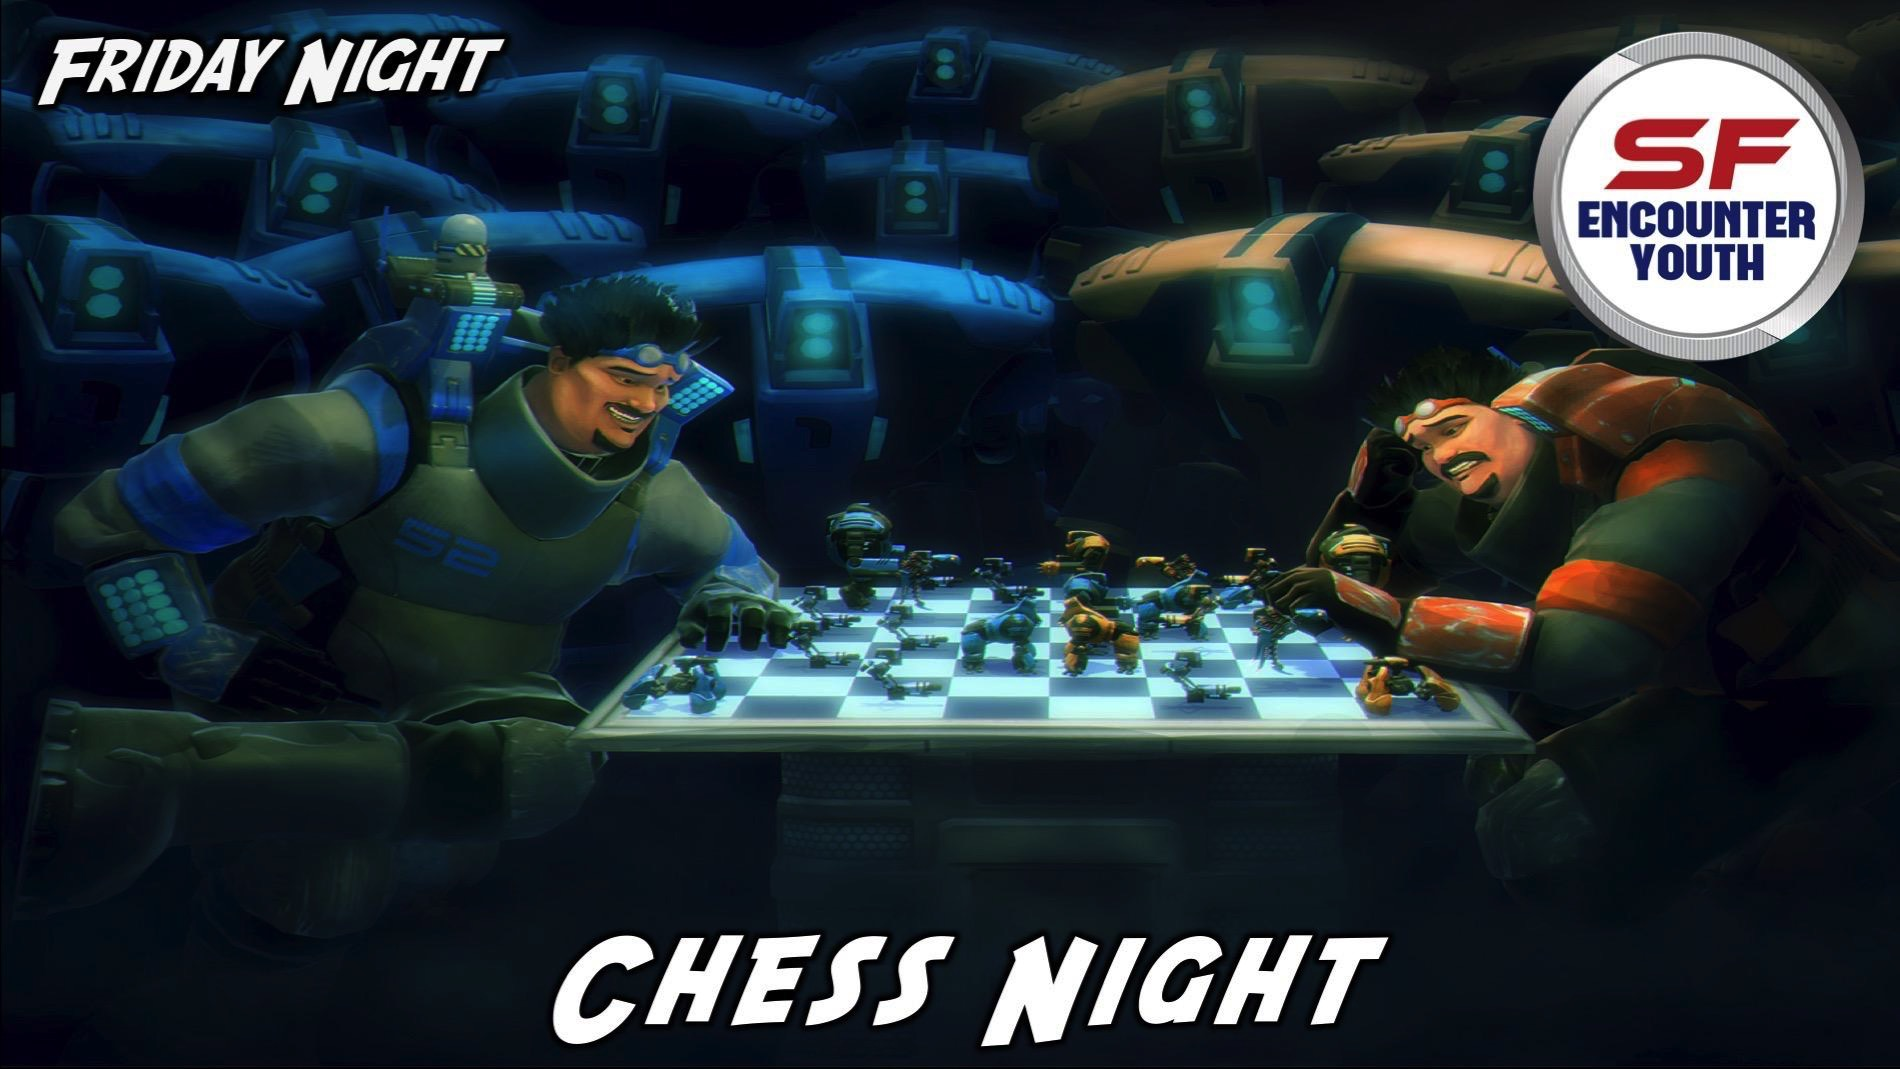 FRIDAY NIGHT
SF
ENCOUNTER
YOUTH
52
CHESS NIGHT